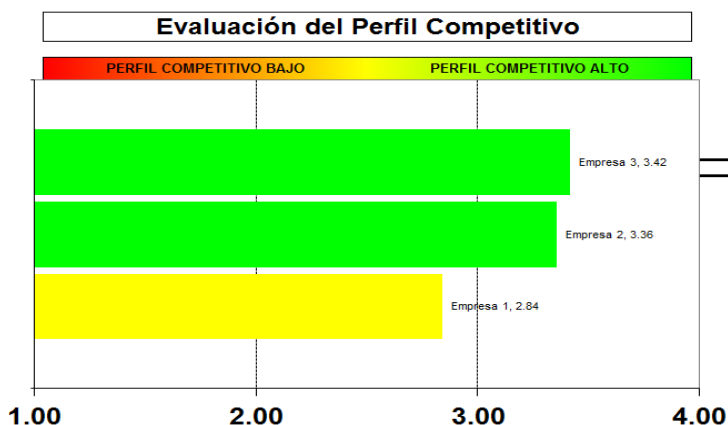 Evaluación del Perfil Competitivo
PERFIL COMPETITIVO BAJO PERFIL COMPETITIVO ALTO
Empresa 3, 3.42
Empresa 2, 3.36
Empresa 1, 2.84
1.00 2.00 3.00 4.00